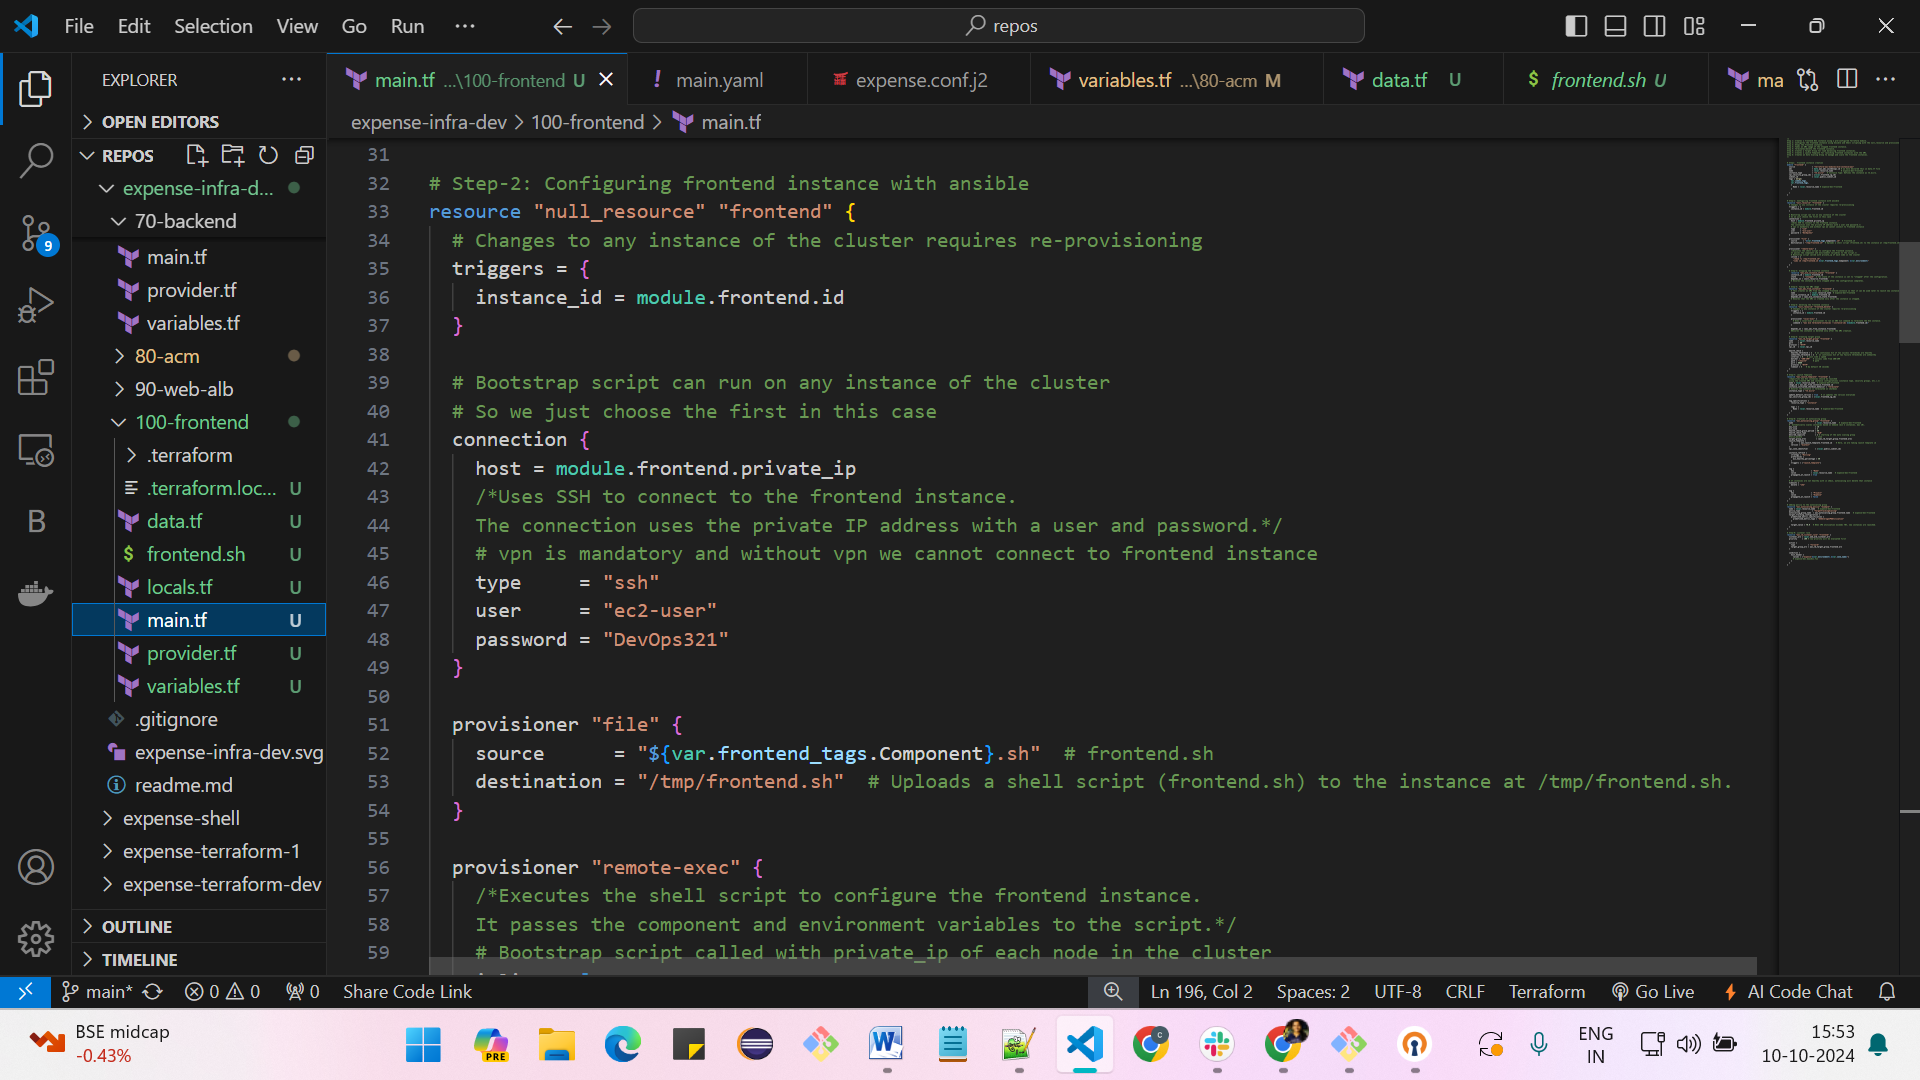 File Edit Selection View Go Run ···
repos
EXPLORER
OPEN EDITORS
REPOS
expense-infra-d...
70-backend
main.tf
provider.tf
variables.tf
80-acm
90-web-alb
100-frontend
.terraform
.terraform.loc... U
data.tf U
frontend.sh U
locals.tf U
main.tf U
provider.tf U
variables.tf U
.gitignore
expense-infra-dev.svg
readme.md
expense-shell
expense-terraform-1
expense-terraform-dev
OUTLINE
TIMELINE
9
main.tf ...\100-frontend U
! main.yaml
expense.conf.j2
variables.tf ...\80-acm M
data.tf U
$ frontend.sh U
ma
expense-infra-dev > 100-frontend > main.tf
31
32 # Step-2: Configuring frontend instance with ansible
33 resource "null_resource" "frontend" {
34 # Changes to any instance of the cluster requires re-provisioning
35 triggers = {
36 instance_id = module.frontend.id
37 }
38
39 # Bootstrap script can run on any instance of the cluster
40 # So we just choose the first in this case
41 connection {
42 host = module.frontend.private_ip
43 /*Uses SSH to connect to the frontend instance.
44 The connection uses the private IP address with a user and password.*/
45 # vpn is mandatory and without vpn we cannot connect to frontend instance
46 type     = "ssh"
47 user     = "ec2-user"
48 password = "DevOps321"
49 }
50
51 provisioner "file" {
52 source      = "${var.frontend_tags.Component}.sh"  # frontend.sh
53 destination = "/tmp/frontend.sh"  # Uploads a shell script (frontend.sh) to the instance at /tmp/frontend.sh.
54 }
55
56 provisioner "remote-exec" {
57 /*Executes the shell script to configure the frontend instance.
58 It passes the component and environment variables to the script.*/
59 # Bootstrap script called with private_ip of each node in the cluster
main* 0 0 0 Share Code Link
Ln 196, Col 2 Spaces: 2 UTF-8 CRLF Terraform Go Live AI Code Chat
BSE midcap
-0.43%
PRE
ENG
IN
15:53
10-10-2024